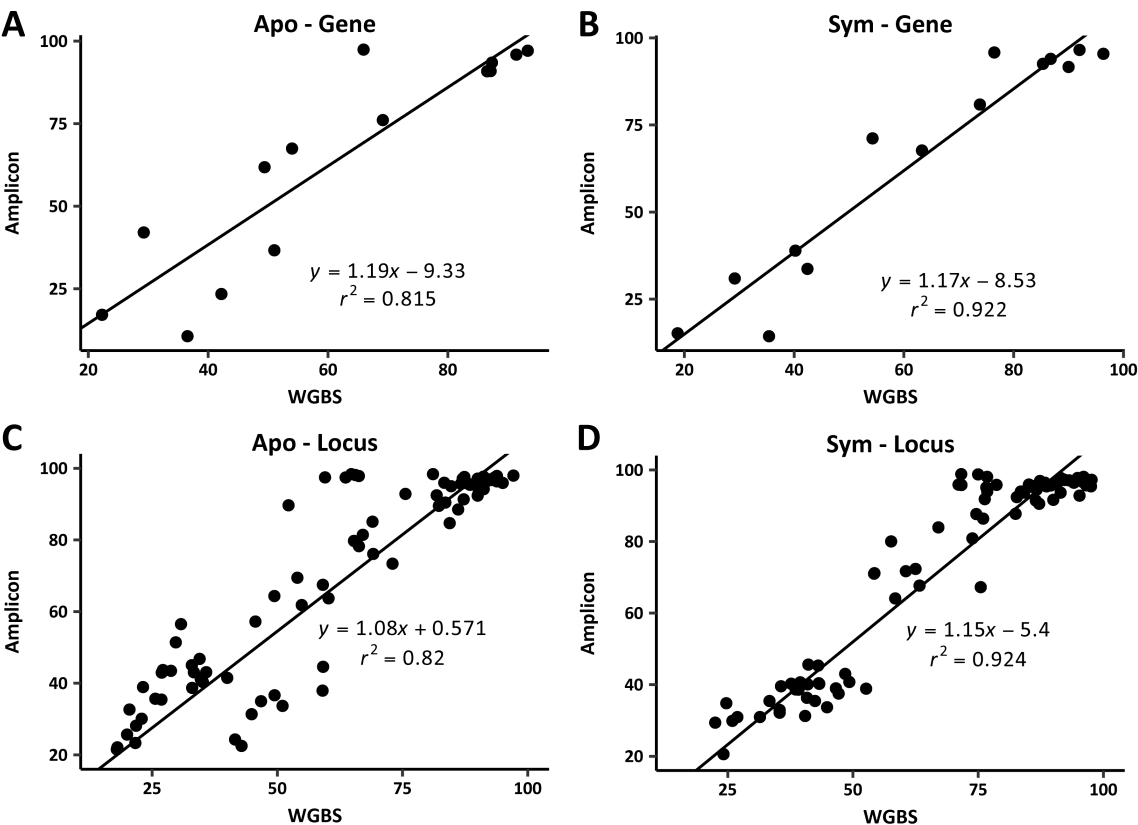 A
Apo - Gene
100
75
50
25
Amplicon
y = 1.19x − 9.33
r² = 0.815
20 40 60 80
WGBS
B
Sym - Gene
100
75
50
25
Amplicon
y = 1.17x − 8.53
r² = 0.922
20 40 60 80 100
WGBS
C
Apo - Locus
100
80
60
40
20
Amplicon
y = 1.08x + 0.571
r² = 0.82
25 50 75 100
WGBS
D
Sym - Locus
100
80
60
40
20
Amplicon
y = 1.15x − 5.4
r² = 0.924
25 50 75 100
WGBS